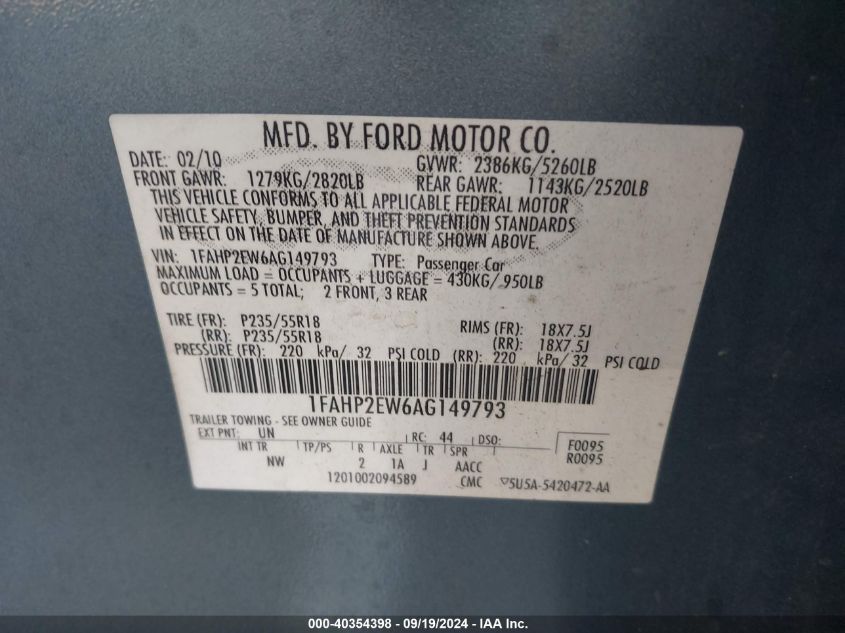 MFD. BY FORD MOTOR CO.
DATE: 02/10 GVWR: 2386KG/5260LB
FRONT GAWR: 1279KG/2820LB REAR GAWR: 1143KG/2520LB
THIS VEHICLE CONFORMS TO ALL APPLICABLE FEDERAL MOTOR
VEHICLE SAFETY, BUMPER, AND THEFT PREVENTION STANDARDS
IN EFFECT ON THE DATE OF MANUFACTURE SHOWN ABOVE.
VIN: 1FAHP2EW6AG149793 TYPE: Passenger Car
MAXIMUM LOAD = OCCUPANTS + LUGGAGE = 430KG/ 950LB
OCCUPANTS = 5 TOTAL; 2 FRONT, 3 REAR
TIRE (FR): P235/55R18 RIMS (FR): 18X7.5J
(RR): P235/55R18 (RR): 18X7.5J
PRESSURE (FR): 220 kPa/ 32 PSI COLD (RR): 220 kPa/ 32 PSI COLD
1FAHP2EW6AG149793
TRAILER TOWING - SEE OWNER GUIDE
EXT PNT: UN RC: 44 DSO: F0095
INT TR TP/PS R AXLE TR SPR R0095
NW 2 1A J AACC
1201002094589 CMC ▽5U5A-5420472-AA
000-40354398 - 09/19/2024 - IAA Inc.